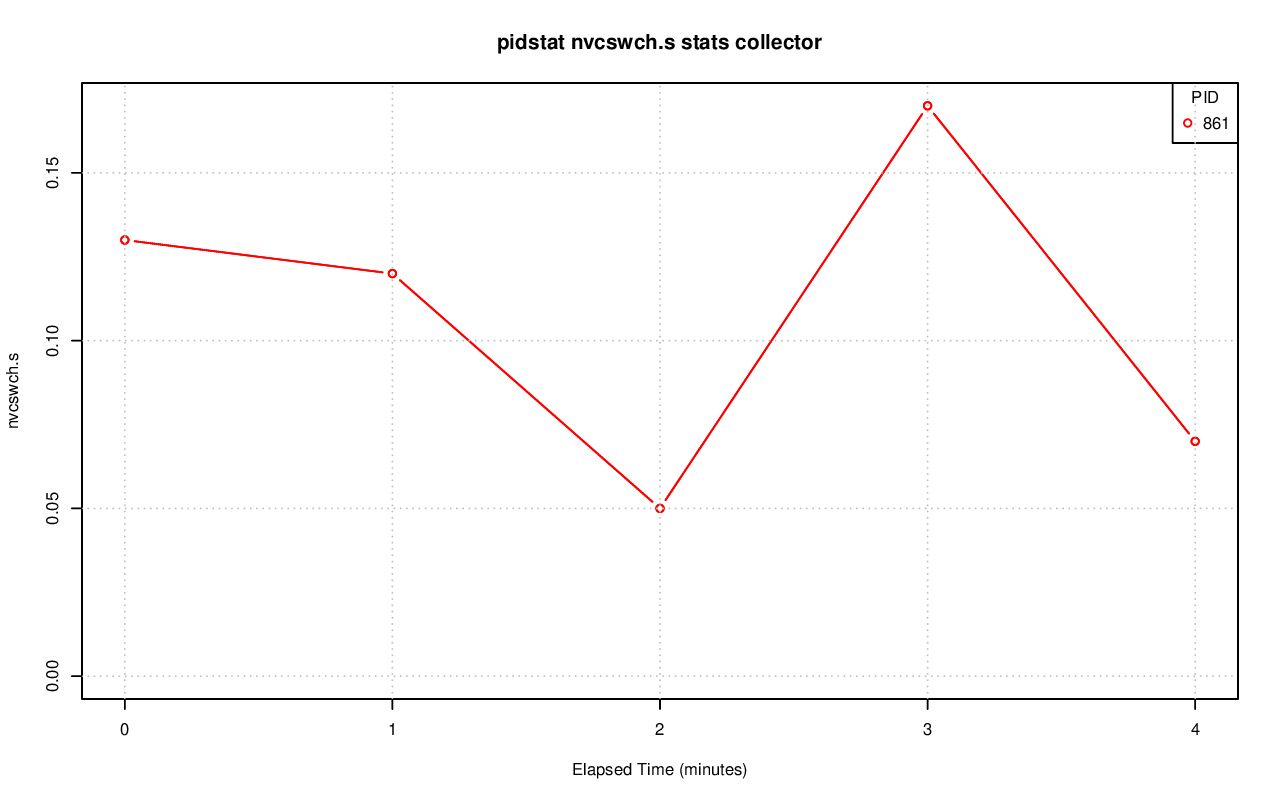 pidstat nvcswch.s stats collector
PID
861
nvcswch.s
0.15
0.10
0.05
0.00
0 1 2 3 4
Elapsed Time (minutes)